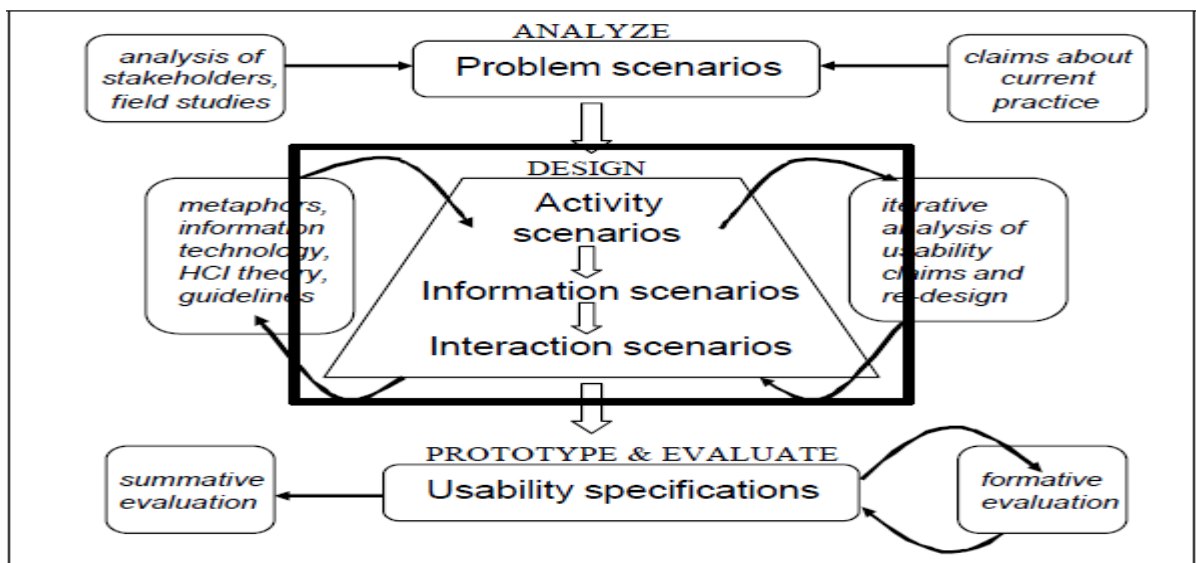 ANALYZE
analysis of
stakeholders,
field studies
Problem scenarios
claims about
current
practice
DESIGN
metaphors,
information
technology,
HCI theory,
guidelines
Activity
scenarios
Information scenarios
Interaction scenarios
iterative
analysis of
usability
claims and
re-design
PROTOTYPE & EVALUATE
summative
evaluation
Usability specifications
formative
evaluation